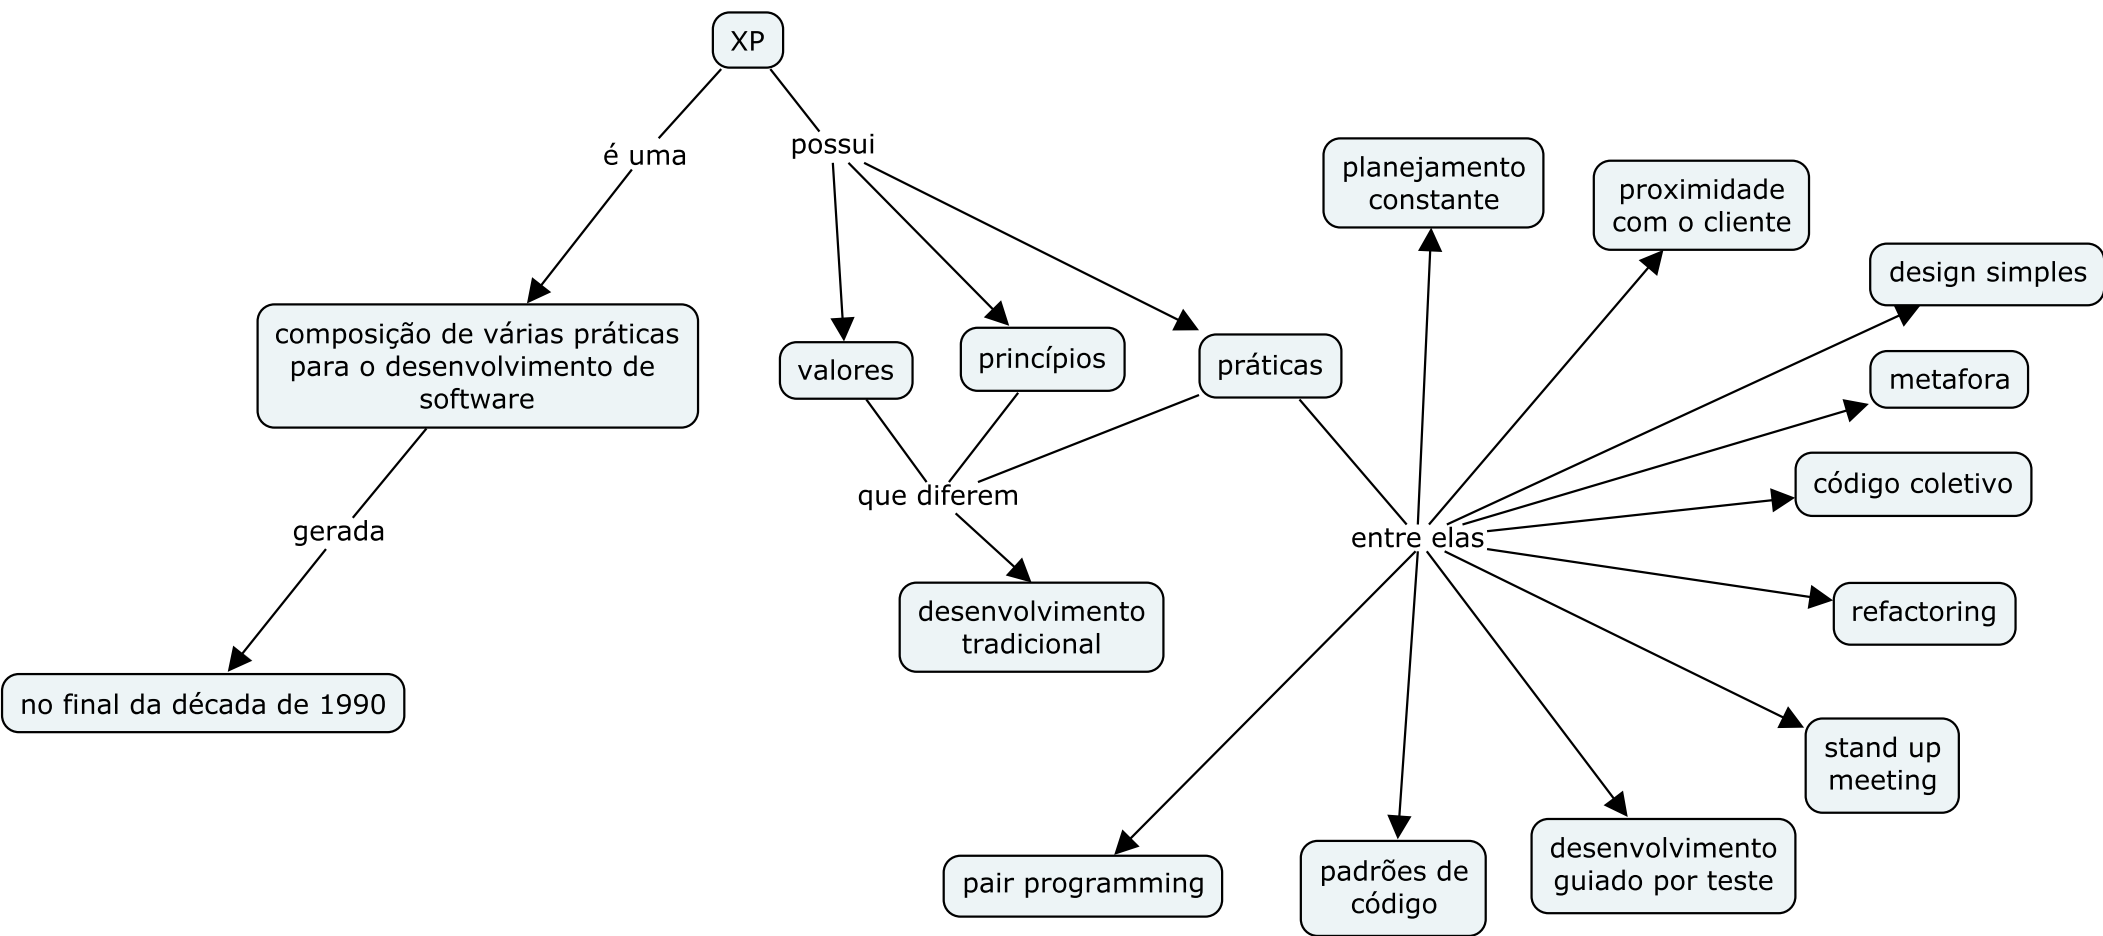 XP
é uma
possui
planejamento
constante
proximidade
com o cliente
design simples
composição de várias práticas
para o desenvolvimento de
software
valores
princípios
práticas
metafora
código coletivo
que diferem
gerada
entre elas
desenvolvimento
tradicional
refactoring
no final da década de 1990
stand up
meeting
pair programming
padrões de
código
desenvolvimento
guiado por teste